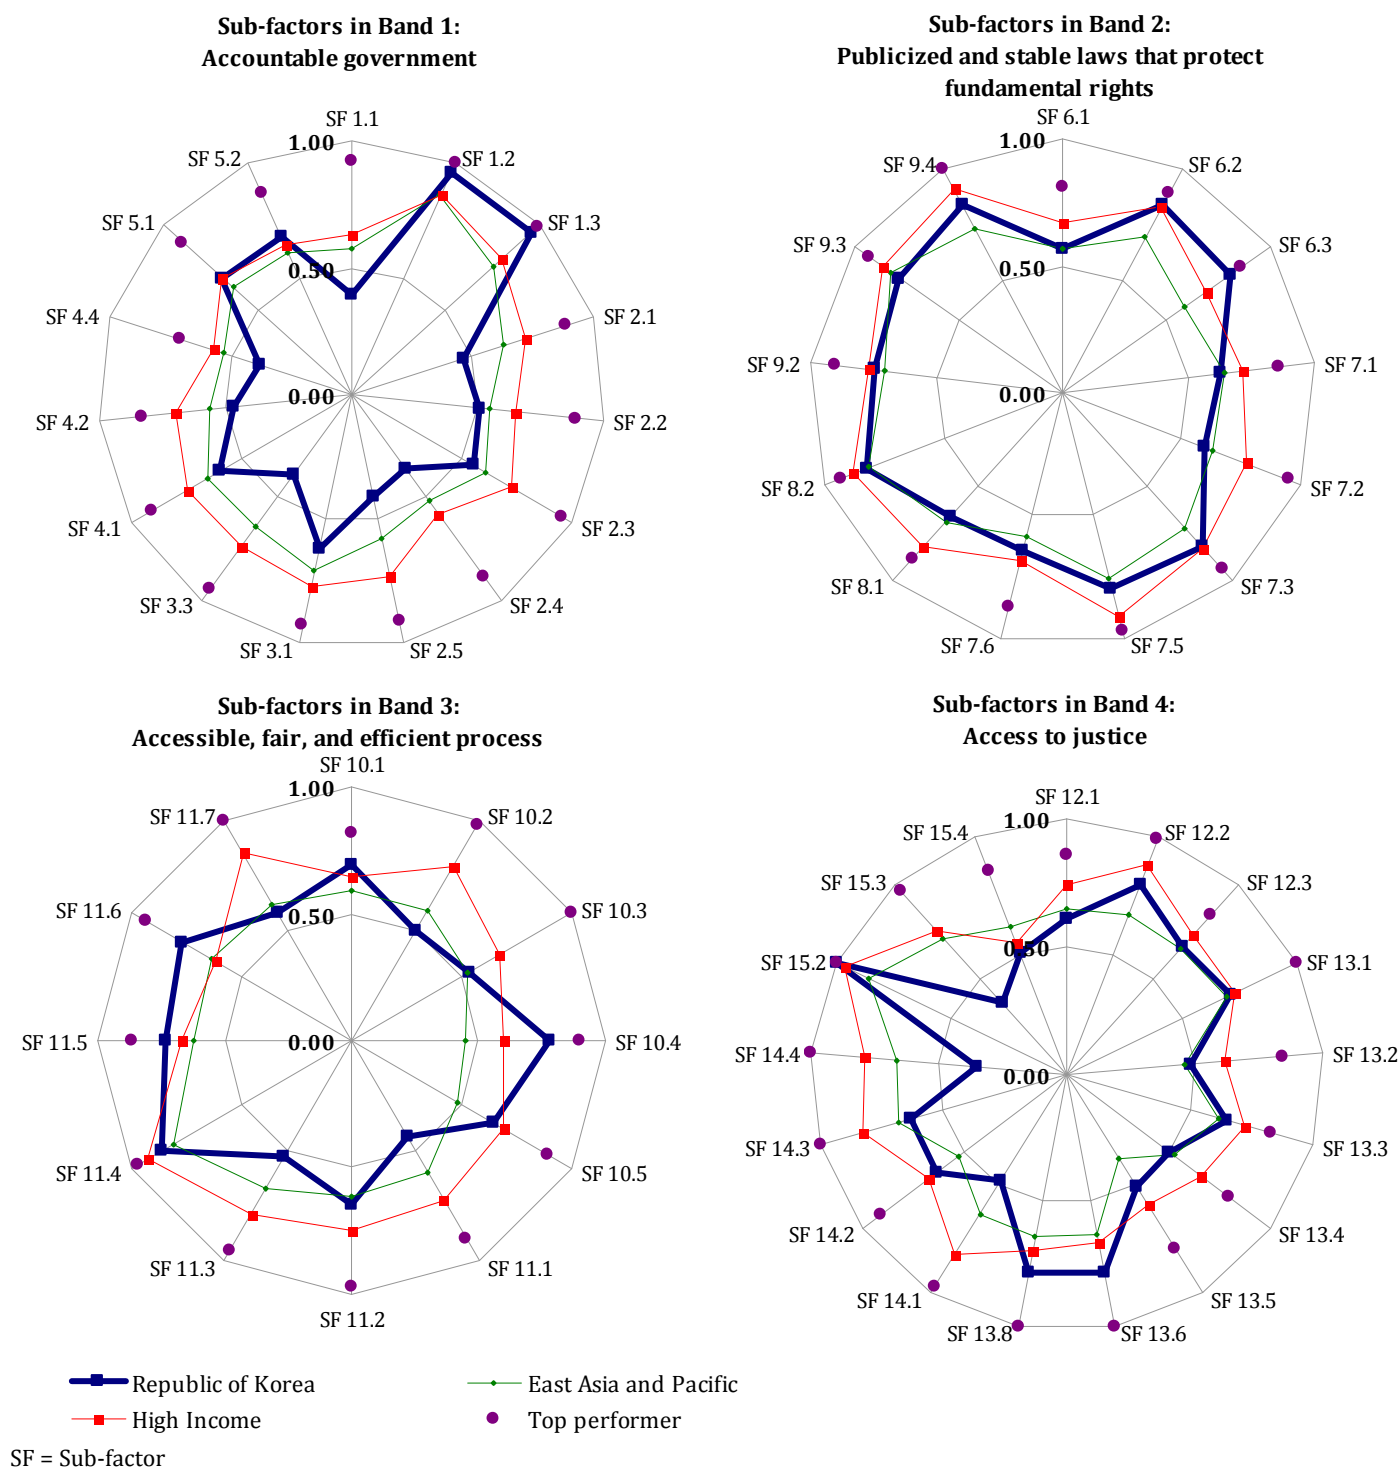 Sub-factors in Band 1:
Accountable government
SF 1.1
1.00
SF 1.2
SF 5.2
SF 1.3
SF 5.1
0.50
SF 4.4
SF 2.1
0.00
SF 4.2
SF 2.2
SF 4.1
SF 2.3
SF 3.3
SF 2.4
SF 3.1
SF 2.5
Sub-factors in Band 2:
Publicized and stable laws that protect
fundamental rights
SF 6.1
1.00
SF 9.4
SF 6.2
SF 9.3
SF 6.3
0.50
SF 9.2
SF 7.1
0.00
SF 8.2
SF 7.2
SF 8.1
SF 7.3
SF 7.6
SF 7.5
Sub-factors in Band 3:
Accessible, fair, and efficient process
SF 10.1
1.00
SF 11.7
SF 10.2
SF 11.6
SF 10.3
0.50
SF 11.5
0.00
SF 10.4
SF 11.4
SF 10.5
SF 11.3
SF 11.1
SF 11.2
Sub-factors in Band 4:
Access to justice
SF 12.1
1.00
SF 15.4
SF 12.2
SF 15.3
SF 12.3
0.50
SF 15.2
SF 13.1
SF 14.4
SF 13.2
0.00
SF 14.3
SF 13.3
SF 14.2
SF 13.4
SF 14.1
SF 13.5
SF 13.8
SF 13.6
Republic of Korea
East Asia and Pacific
High Income
Top performer
SF = Sub-factor